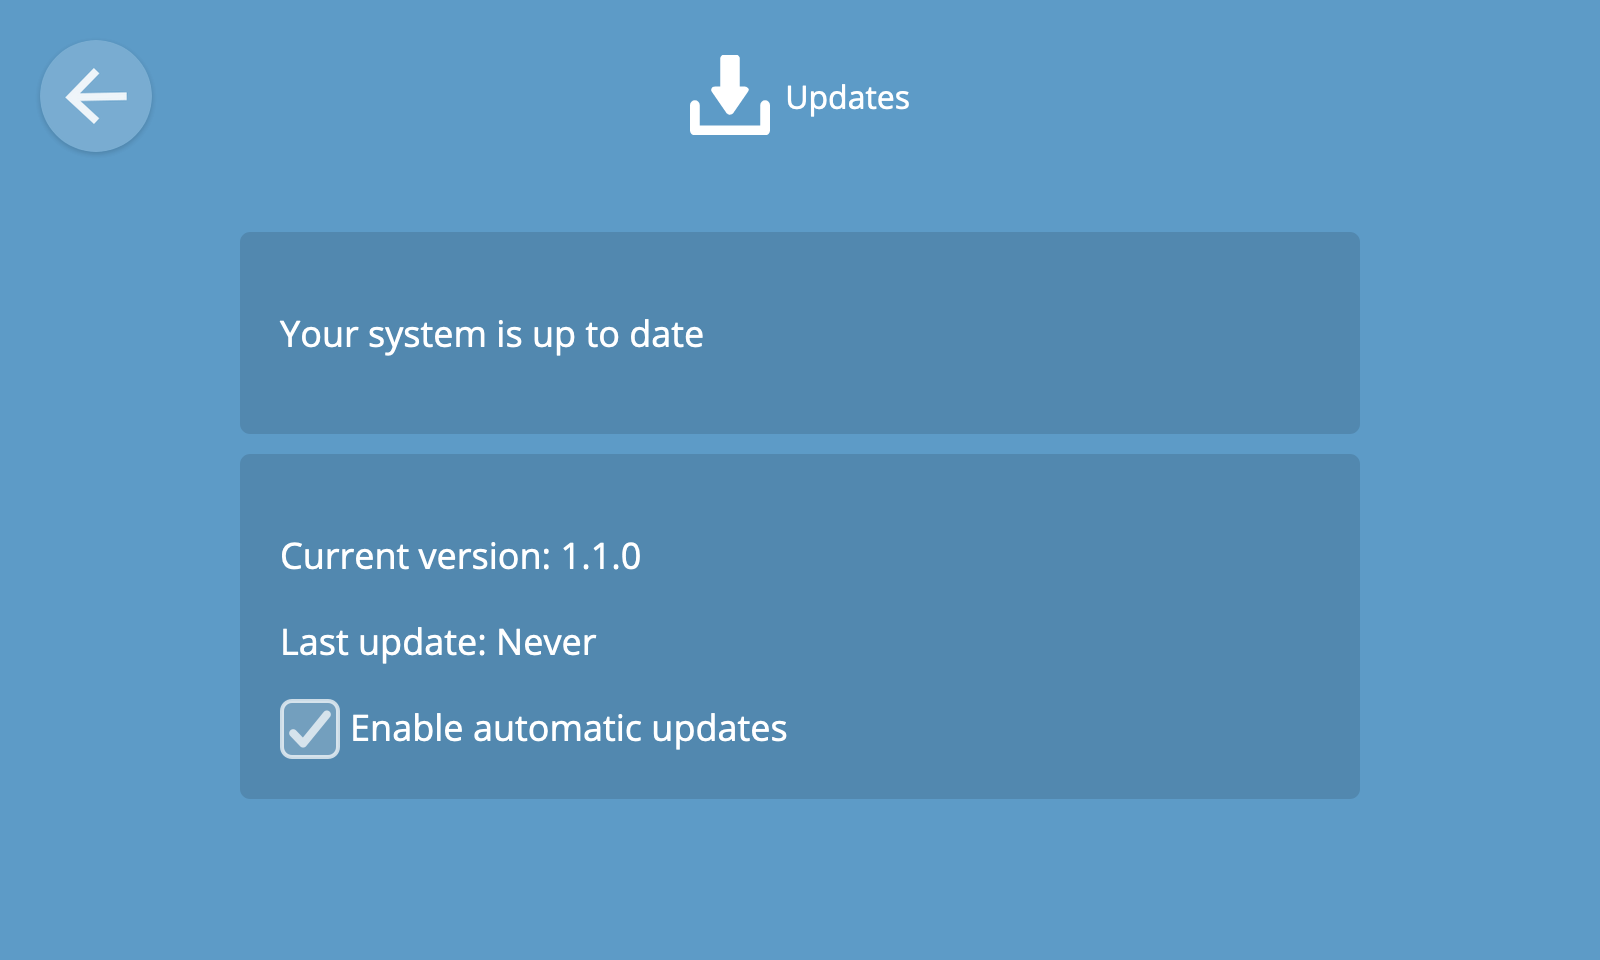 Updates
Your system is up to date
Current version: 1.1.0
Last update: Never
Enable automatic updates